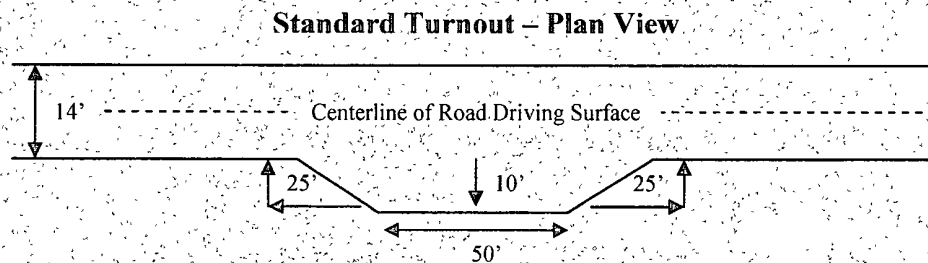 Standard Turnout – Plan View
14'
Centerline of Road Driving Surface
25'
10'
25'
50'